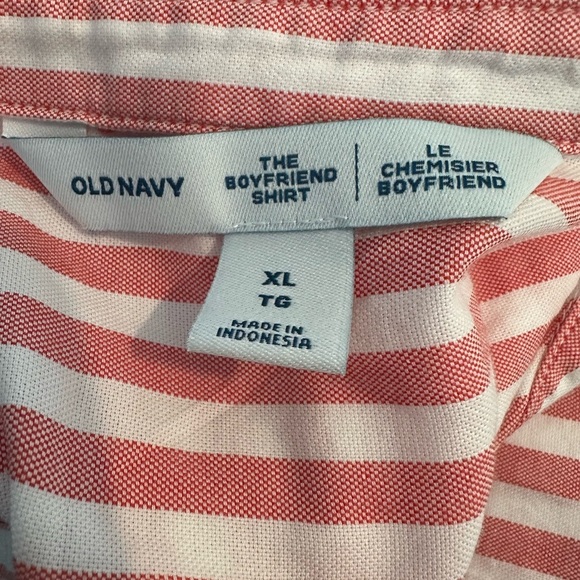 OLD NAVY
THE
BOYFRIEND
SHIRT
LE
CHEMISIER
BOYFRIEND
XL
TG
MADE IN
INDONESIA